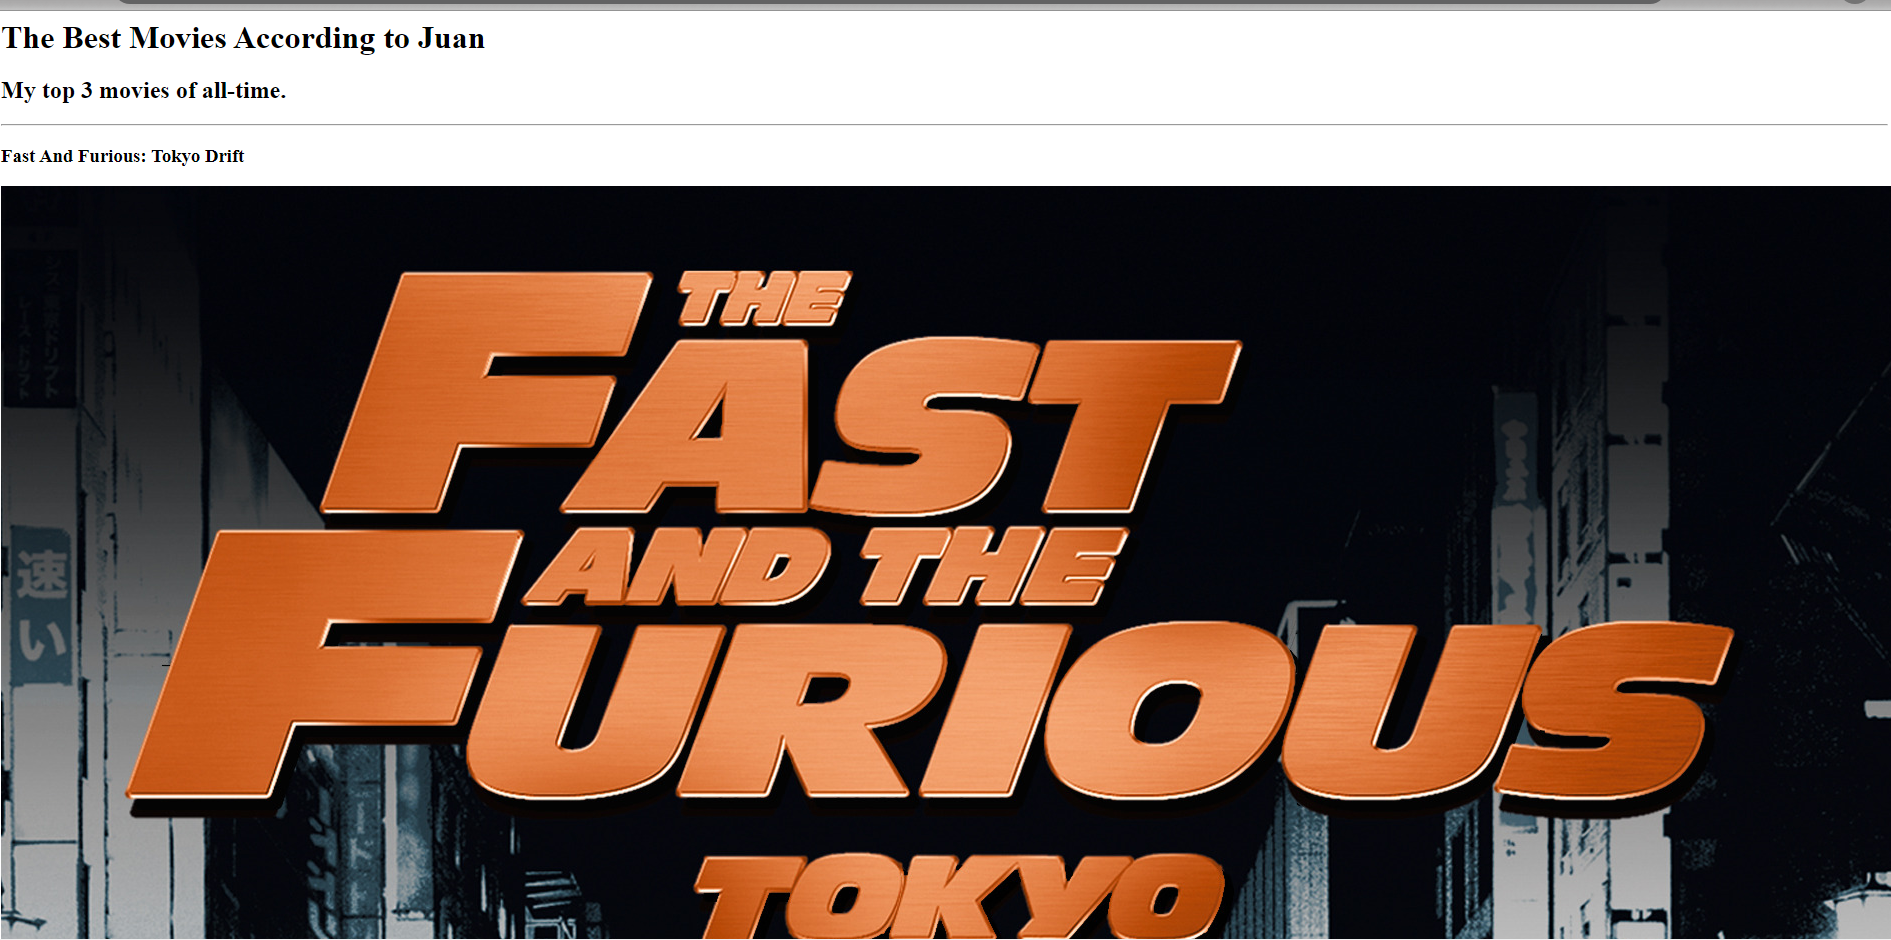 The Best Movies According to Juan
My top 3 movies of all-time.
Fast And Furious: Tokyo Drift
THE
FAST
AND THE
FURIOUS
速い
TOKYO